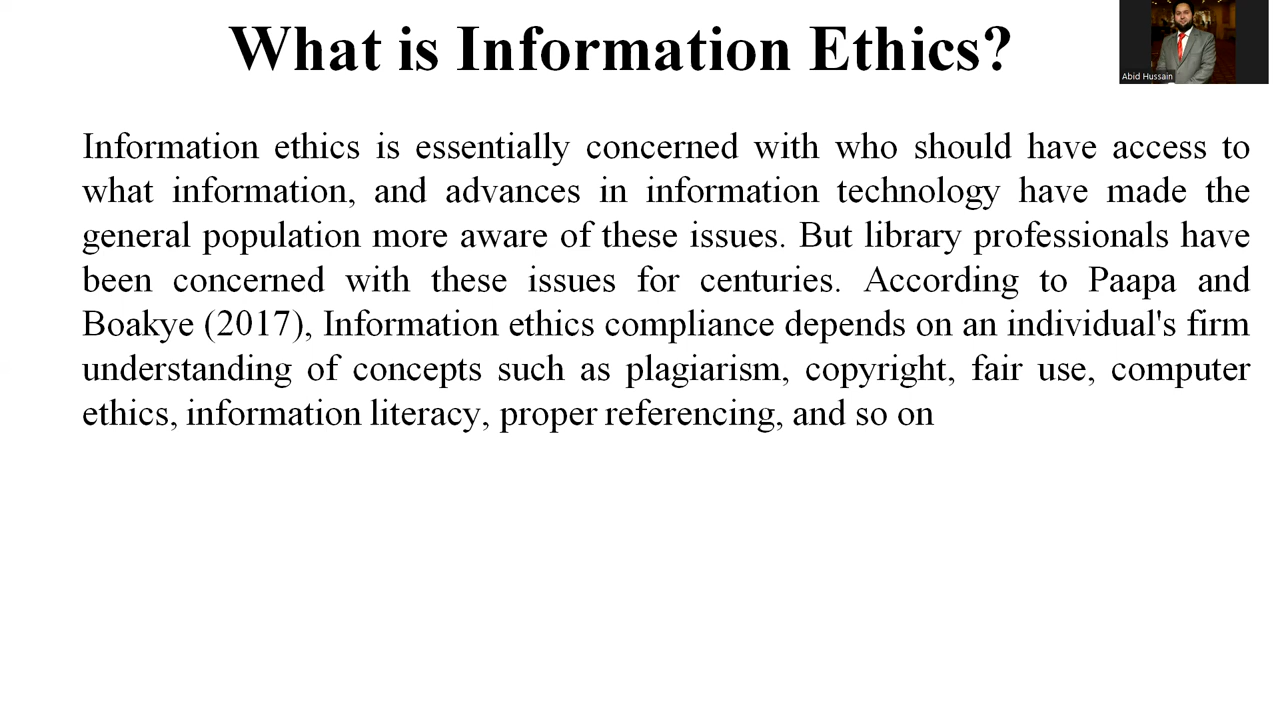 What is Information Ethics?
Abid Hussain
Information ethics is essentially concerned with who should have access to
what information, and advances in information technology have made the
general population more aware of these issues. But library professionals have
been concerned with these issues for centuries. According to Paapa and
Boakye (2017), Information ethics compliance depends on an individual's firm
understanding of concepts such as plagiarism, copyright, fair use, computer
ethics, information literacy, proper referencing, and so on